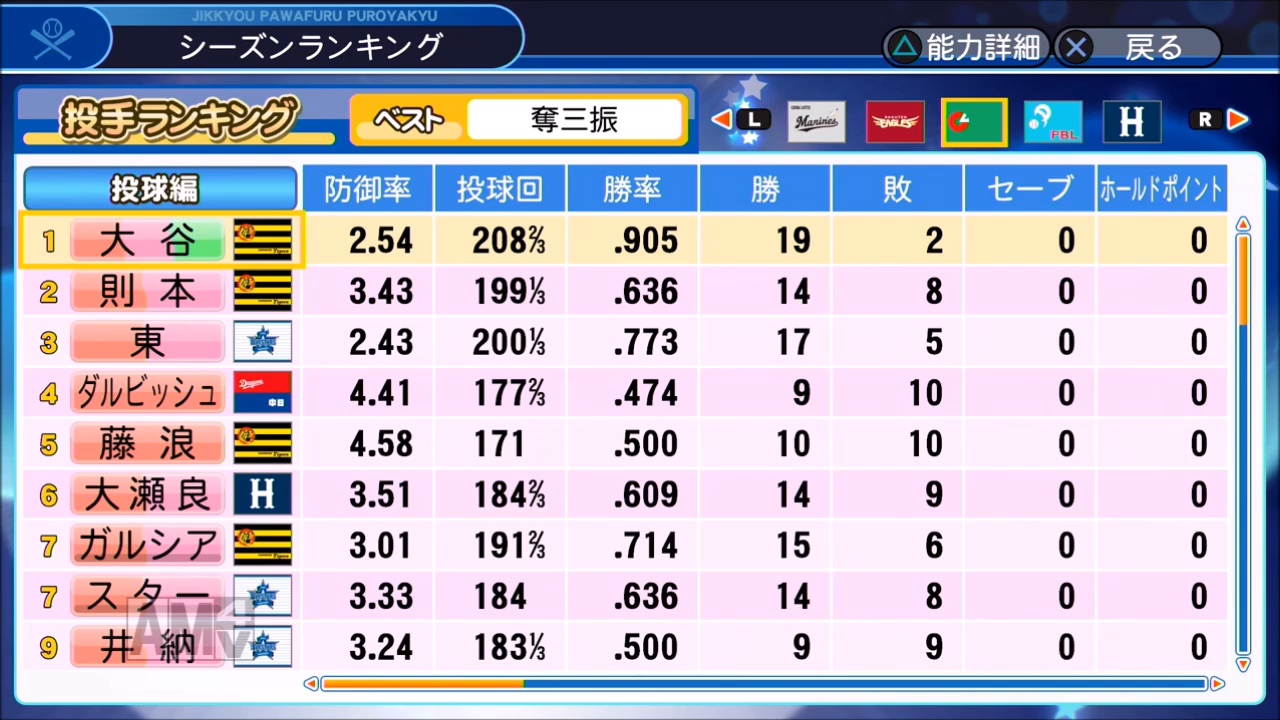 JIKKYOU PAWAFURU PUROYAKYU
シーズンランキング
△能力詳細 ×戻る
投手ランキング ベスト 奪三振 L Marines EAGLES PBL H R
投球編 防御率 投球回 勝率 勝 敗 セーブ ホールドポイント
1 大谷 2.54 208⅔ .905 19 2 0 0
2 則本 3.43 199⅓ .636 14 8 0 0
3 東 2.43 200⅓ .773 17 5 0 0
4 ダルビッシュ Dragons 中日 4.41 177⅔ .474 9 10 0 0
5 藤浪 4.58 171 .500 10 10 0 0
6 大瀬良 H 3.51 184⅔ .609 14 9 0 0
7 ガルシア 3.01 191⅔ .714 15 6 0 0
7 スター 3.33 184 .636 14 8 0 0
9 井納 3.24 183⅓ .500 9 9 0 0